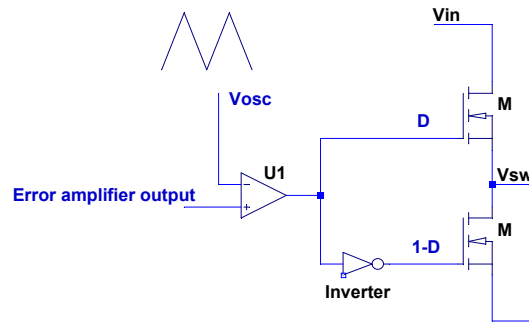 Vin
Vosc
D
M
U1
Vsw
Error amplifier output
M
1-D
Inverter